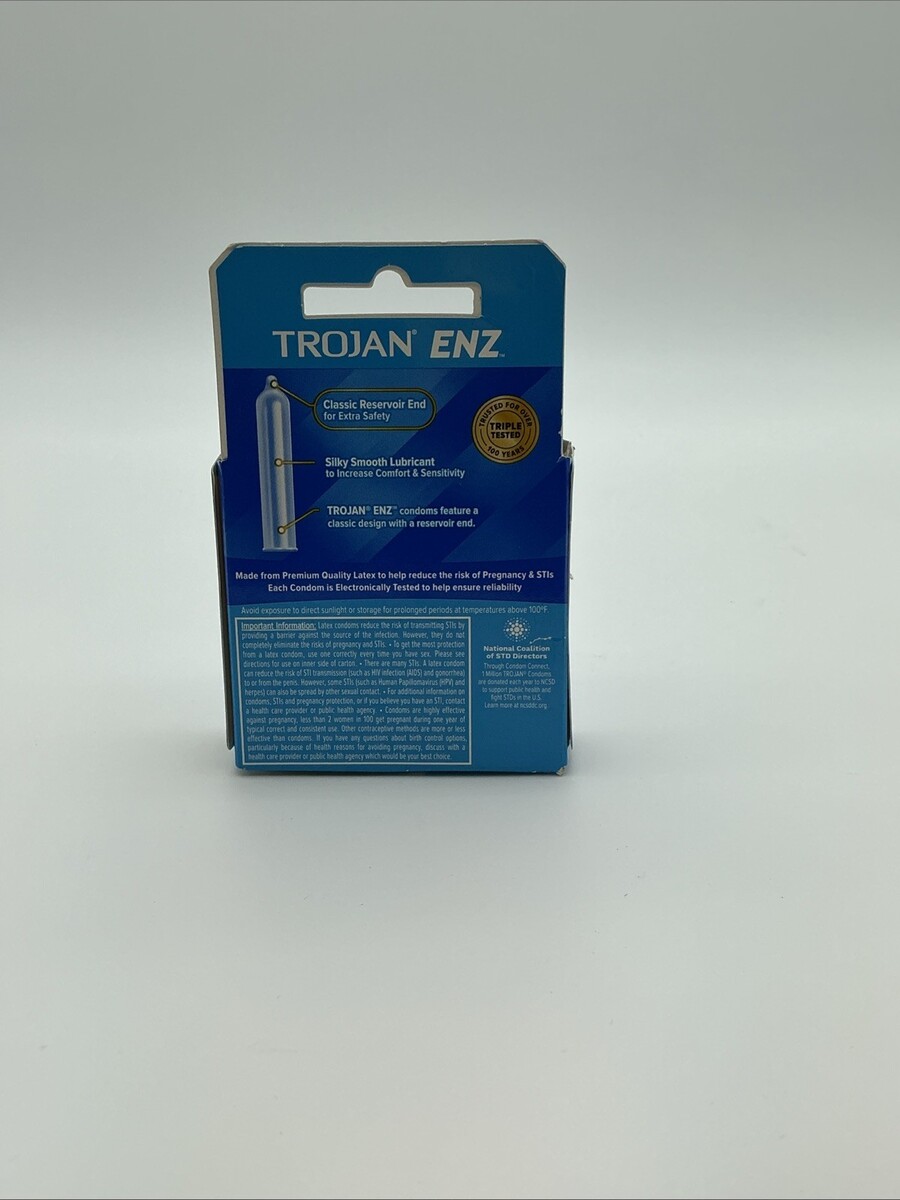 TROJAN® ENZ™
Classic Reservoir End
for Extra Safety
TRUSTED FOR OVER
TRIPLE
TESTED
100 YEARS
Silky Smooth Lubricant
to Increase Comfort & Sensitivity
TROJAN® ENZ™ condoms feature a
classic design with a reservoir end.
Made from Premium Quality Latex to help reduce the risk of Pregnancy & STIs
Each Condom is Electronically Tested to help ensure reliability
Avoid exposure to direct sunlight or storage for prolonged periods at temperatures above 100ºF.
Important Information: Latex condoms reduce the risk of transmitting STIs by
providing a barrier against the source of the infection. However, they do not
completely eliminate the risks of pregnancy and STIs. • To get the most protection
from a latex condom, use one correctly every time you have sex. Please see
directions for use on inner side of carton. • There are many STIs. A latex condom
can reduce the risk of STI transmission (such as HIV infection (AIDS) and gonorrhea)
to or from the penis. However, some STIs (such as Human Papillomavirus (HPV) and
herpes) can also be spread by other sexual contact. • For additional information on
condoms, STIs and pregnancy protection, or if you believe you have an STI, contact
a health care provider or public health agency. • Condoms are highly effective
against pregnancy, less than 2 women in 100 get pregnant during one year of
typical correct and consistent use. Other contraceptive methods are more or less
effective than condoms. If you have any questions about birth control options,
particularly because of health reasons for avoiding pregnancy, discuss with a
health care provider or public health agency which would be your best choice.
National Coalition
of STD Directors
Through Condom Connect,
1 Million TROJAN® Condoms
are donated each year to NCSD
to support public health and
fight STDs in the U.S.
Learn more at ncsddc.org.